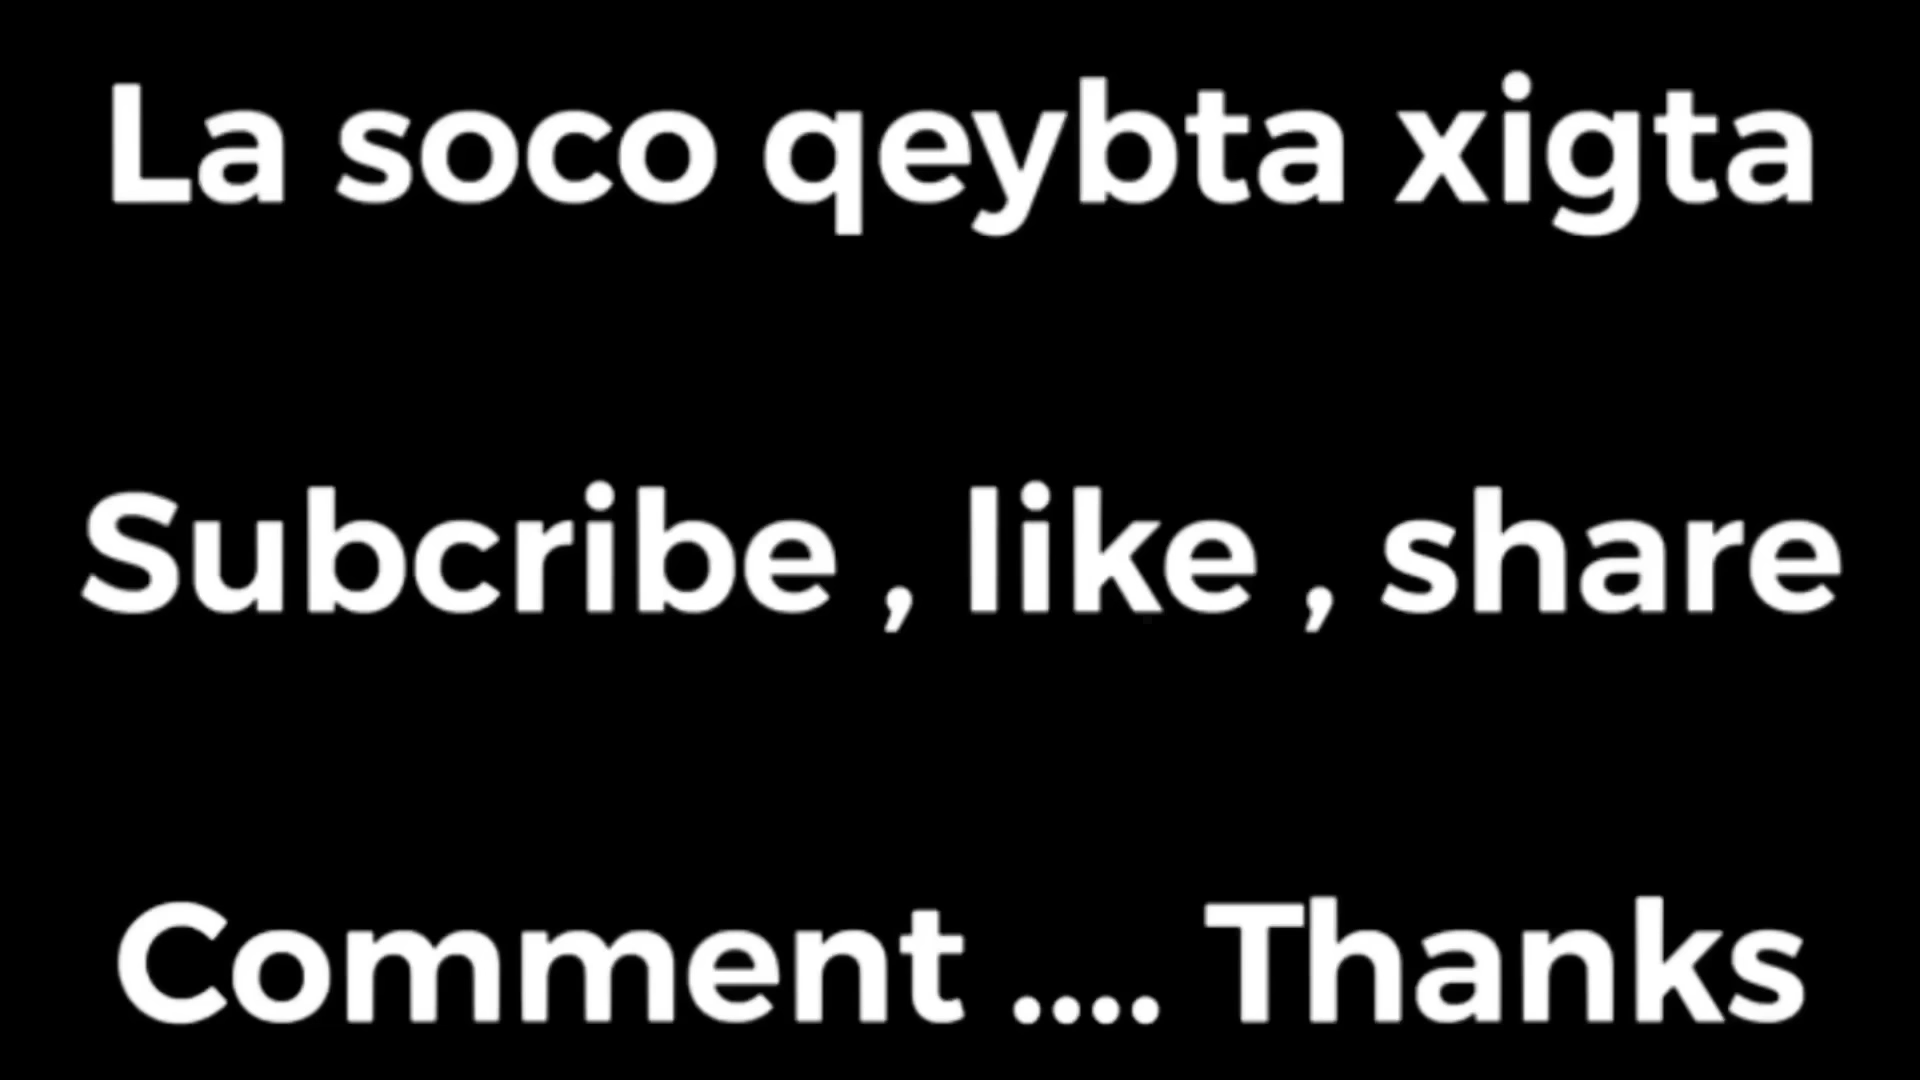 La soco qeybta xigta
Subcribe , like , share
Comment .... Thanks